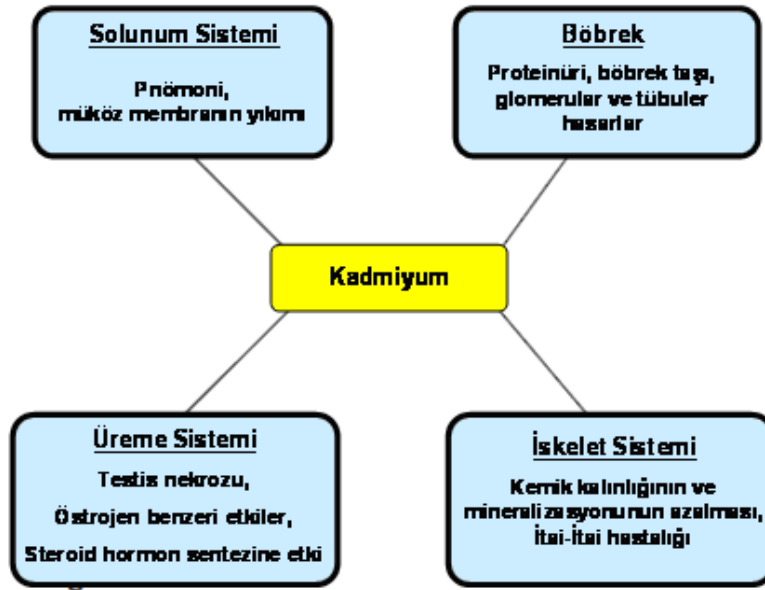 Solunum Sistemi
Pnömoni,
müköz membranın yıkımı
Böbrek
Proteinüri, böbrek taşı,
glomerular ve tübuler
hasarlar
Kadmiyum
Üreme Sistemi
Testis nekrozu,
Östrojen benzeri etkiler,
Steroid hormon sentezine etki
İskelet Sistemi
Kemik kalınlığının ve
mineralizasyonunun azalması,
İtai-İtai hastalığı